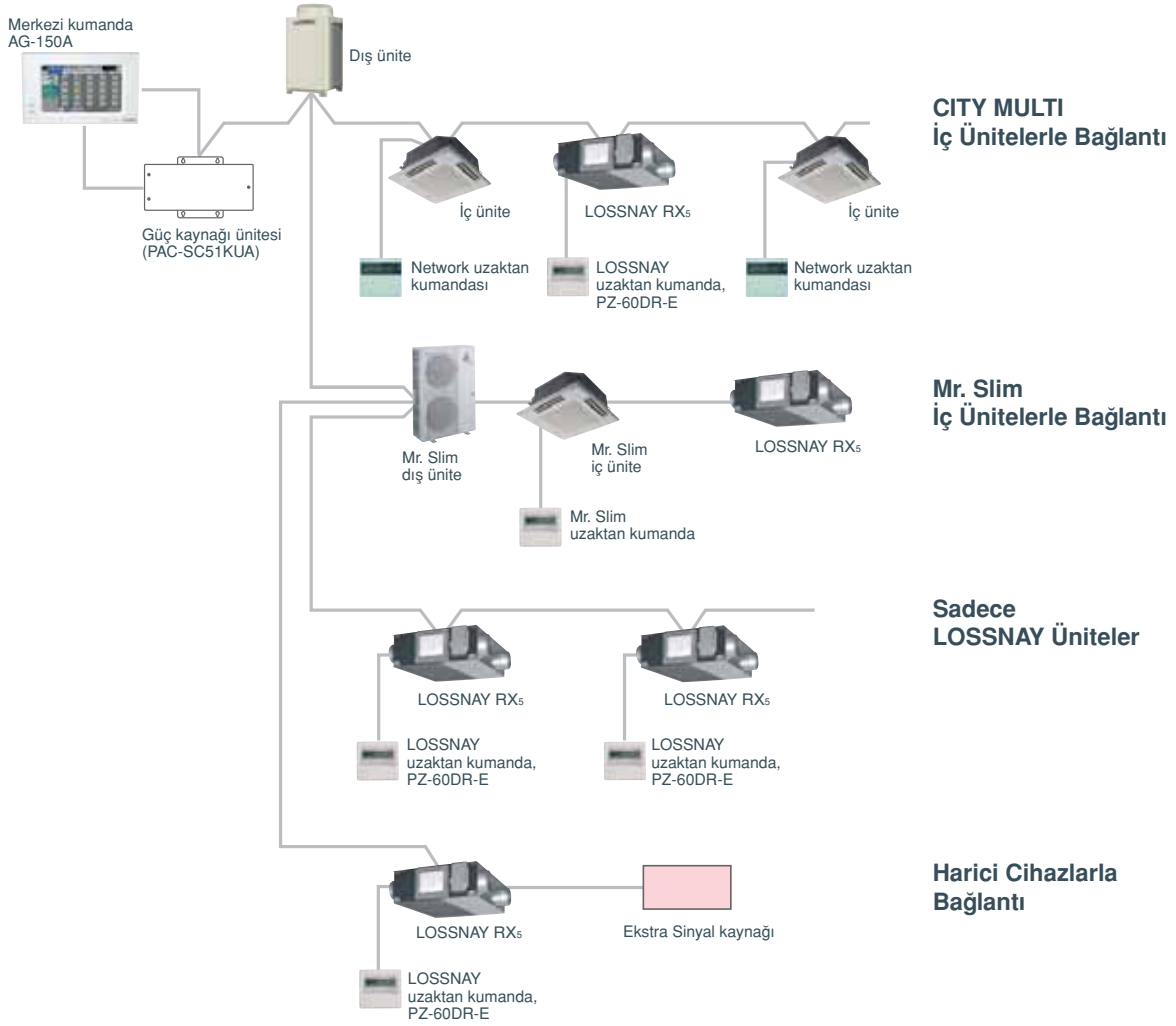 Merkezi kumanda
AG-150A
Dış ünite
Güç kaynağı ünitesi
(PAC-SC51KUA)
CITY MULTI
İç Ünitelerle Bağlantı
İç ünite
LOSSNAY RX5
İç ünite
Network uzaktan
kumandası
LOSSNAY
uzaktan kumanda,
PZ-60DR-E
Network uzaktan
kumandası
Mr. Slim
İç Ünitelerle Bağlantı
Mr. Slim
dış ünite
Mr. Slim
iç ünite
LOSSNAY RX5
Mr. Slim
uzaktan kumanda
Sadece
LOSSNAY Üniteler
LOSSNAY RX5
LOSSNAY RX5
LOSSNAY
uzaktan kumanda,
PZ-60DR-E
LOSSNAY
uzaktan kumanda,
PZ-60DR-E
Harici Cihazlarla
Bağlantı
LOSSNAY RX5
Ekstra Sinyal kaynağı
LOSSNAY
uzaktan kumanda,
PZ-60DR-E